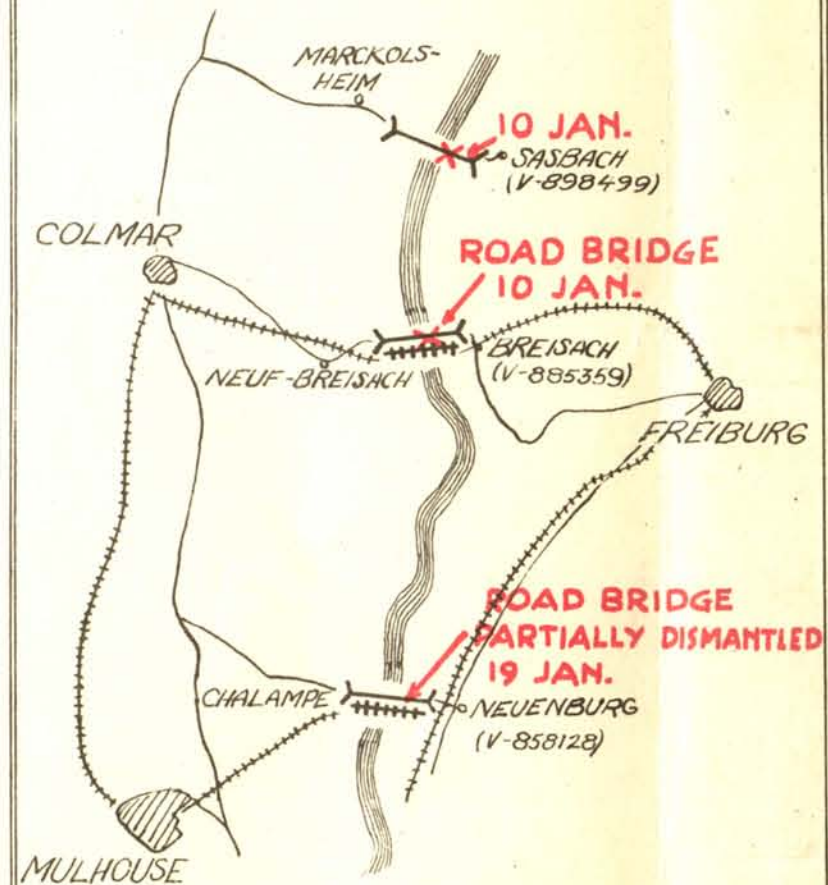 MARCKOLS-
HEIM
10 JAN.
SASBACH
(V-898499)
COLMAR
ROAD BRIDGE
10 JAN.
BREISACH
(V-885359)
NEUF-BREISACH
FREIBURG
ROAD BRIDGE
PARTIALLY DISMANTLED
19 JAN.
CHALAMPE
NEUENBURG
(V-858128)
MULHOUSE